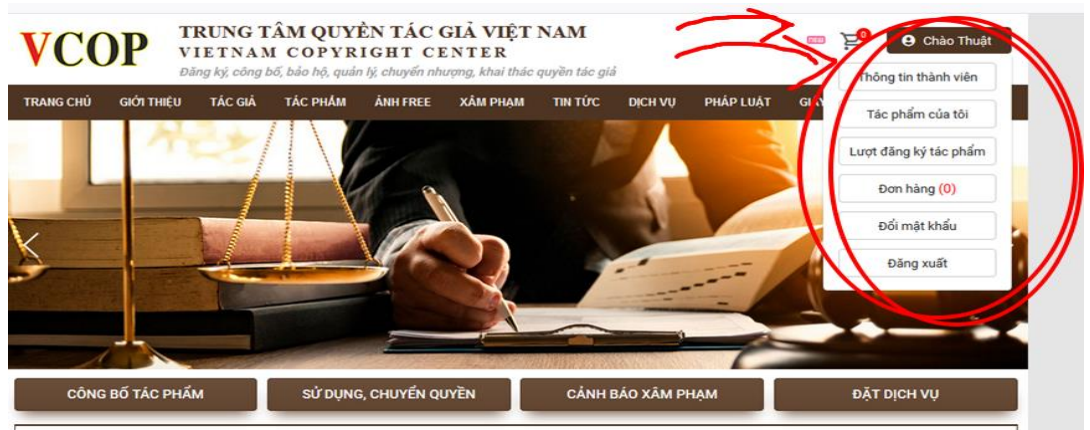 VCOP
TRUNG TÂM QUYỀN TÁC GIẢ VIỆT NAM
VIETNAM COPYRIGHT CENTER
Đăng ký, công bố, bảo hộ, quản lý, chuyển nhượng, khai thác quyền tác giả
new
0
Chào Thuật
TRANG CHỦ GIỚI THIỆU TÁC GIẢ TÁC PHẨM ẢNH FREE XÂM PHẠM TIN TỨC DỊCH VỤ PHÁP LUẬT
Thông tin thành viên
Tác phẩm của tôi
Lượt đăng ký tác phẩm
Đơn hàng (0)
Đổi mật khẩu
Đăng xuất
CÔNG BỐ TÁC PHẨM SỬ DỤNG, CHUYỂN QUYỀN CẢNH BÁO XÂM PHẠM ĐẶT DỊCH VỤ